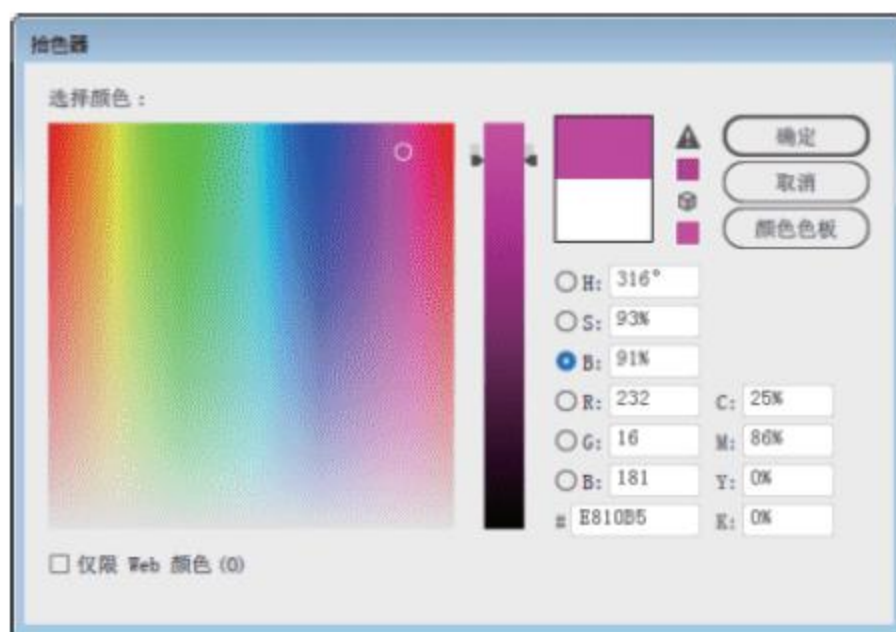 拾色器
选择颜色：
确定
取消
颜色色板
H: 316°
S: 93%
B: 91%
R: 232 C: 25%
G: 16 M: 86%
B: 181 Y: 0%
# E810B5 K: 0%
仅限 Web 颜色 (O)